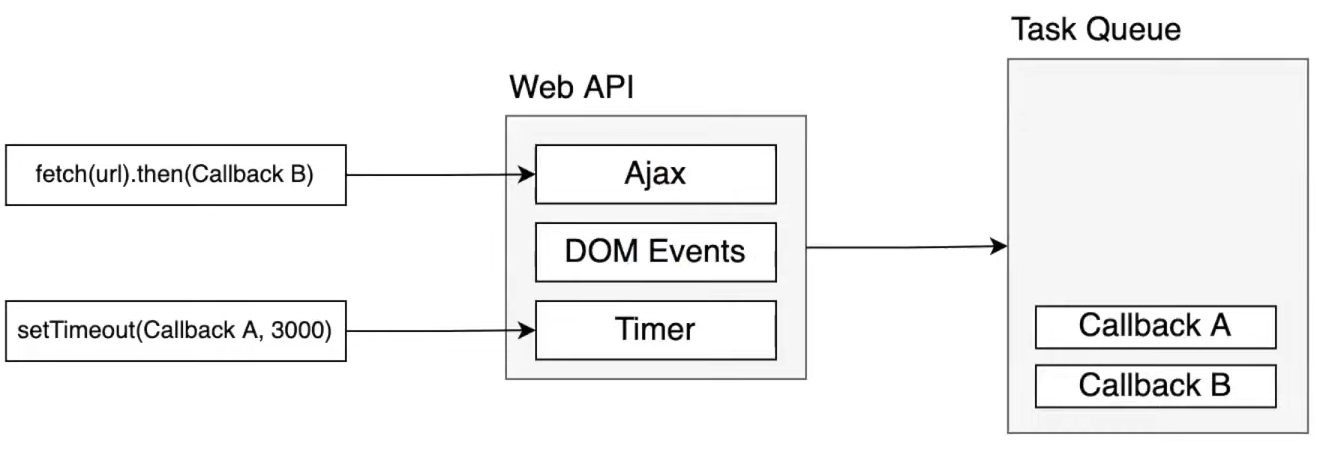 Task Queue
Web API
fetch(url).then(Callback B)
Ajax
DOM Events
setTimeout(Callback A, 3000)
Timer
Callback A
Callback B